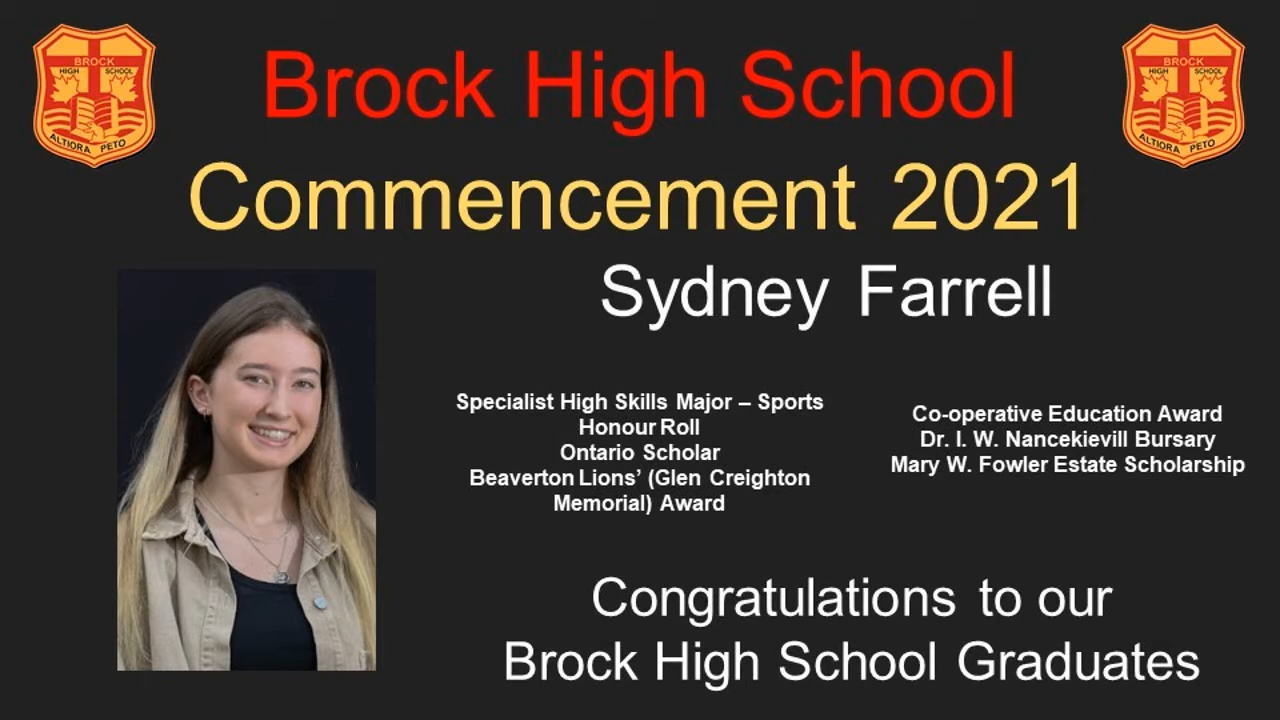 BROCK
HIGH SCHOOL
ALTIORA PETO
BROCK
HIGH SCHOOL
ALTIORA PETO
Brock High School
Commencement 2021
Sydney Farrell
Specialist High Skills Major – Sports
Honour Roll
Ontario Scholar
Beaverton Lions’ (Glen Creighton
Memorial) Award
Co-operative Education Award
Dr. I. W. Nancekievill Bursary
Mary W. Fowler Estate Scholarship
Congratulations to our
Brock High School Graduates